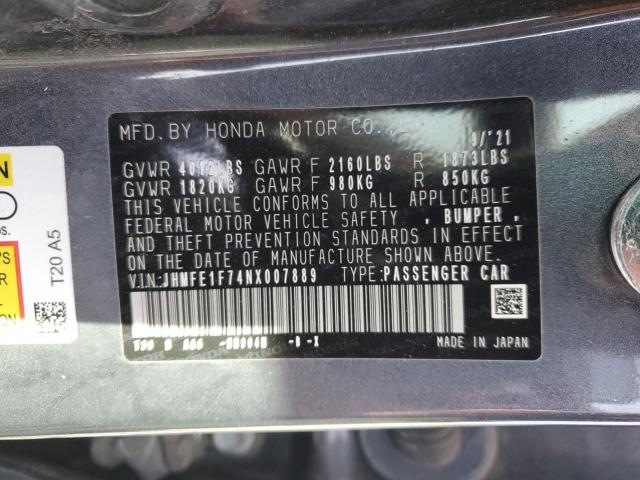 MFD. BY HONDA MOTOR CO. 9/'21
GVWR 4012LBS GAWR F 2160LBS R 1873LBS
GVWR 1820KG GAWR F 980KG R 850KG
THIS VEHICLE CONFORMS TO ALL APPLICABLE
FEDERAL MOTOR VEHICLE SAFETY, BUMPER,
AND THEFT PREVENTION STANDARDS IN EFFECT
ON THE DATE OF MANUFACTURE SHOWN ABOVE.
V.I.N: JHMFE1F74NX007889 TYPE: PASSENGER CAR
MADE IN JAPAN
T20 A5